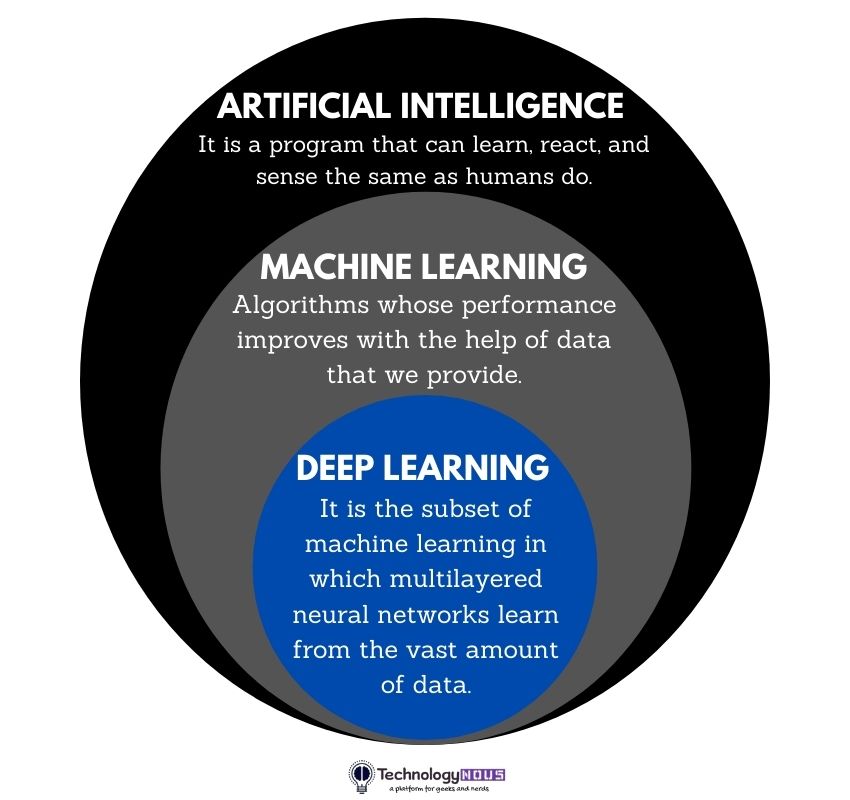 ARTIFICIAL INTELLIGENCE
It is a program that can learn, react, and
sense the same as humans do.
MACHINE LEARNING
Algorithms whose performance
improves with the help of data
that we provide.
DEEP LEARNING
It is the subset of
machine learning in
which multilayered
neural networks learn
from the vast amount
of data.
TechnologyNOUS
a platform for geeks and nerds